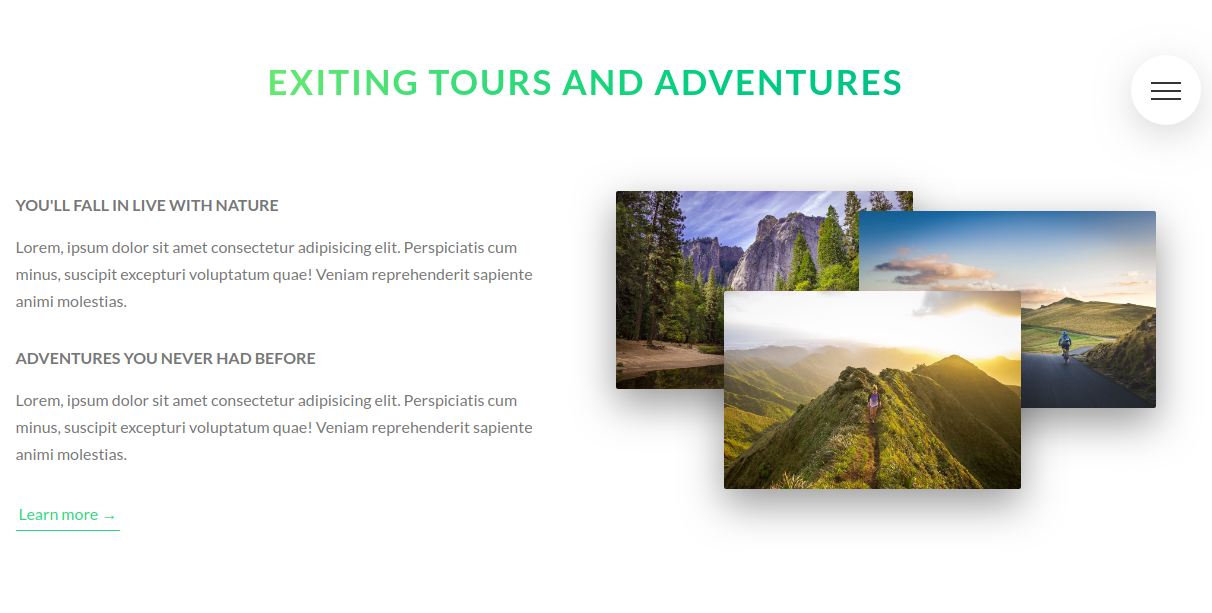 EXITING TOURS AND ADVENTURES
YOU'LL FALL IN LIVE WITH NATURE
Lorem, ipsum dolor sit amet consectetur adipisicing elit. Perspiciatis cum
minus, suscipit excepturi voluptatum quae! Veniam reprehenderit sapiente
animi molestias.
ADVENTURES YOU NEVER HAD BEFORE
Lorem, ipsum dolor sit amet consectetur adipisicing elit. Perspiciatis cum
minus, suscipit excepturi voluptatum quae! Veniam reprehenderit sapiente
animi molestias.
Learn more →